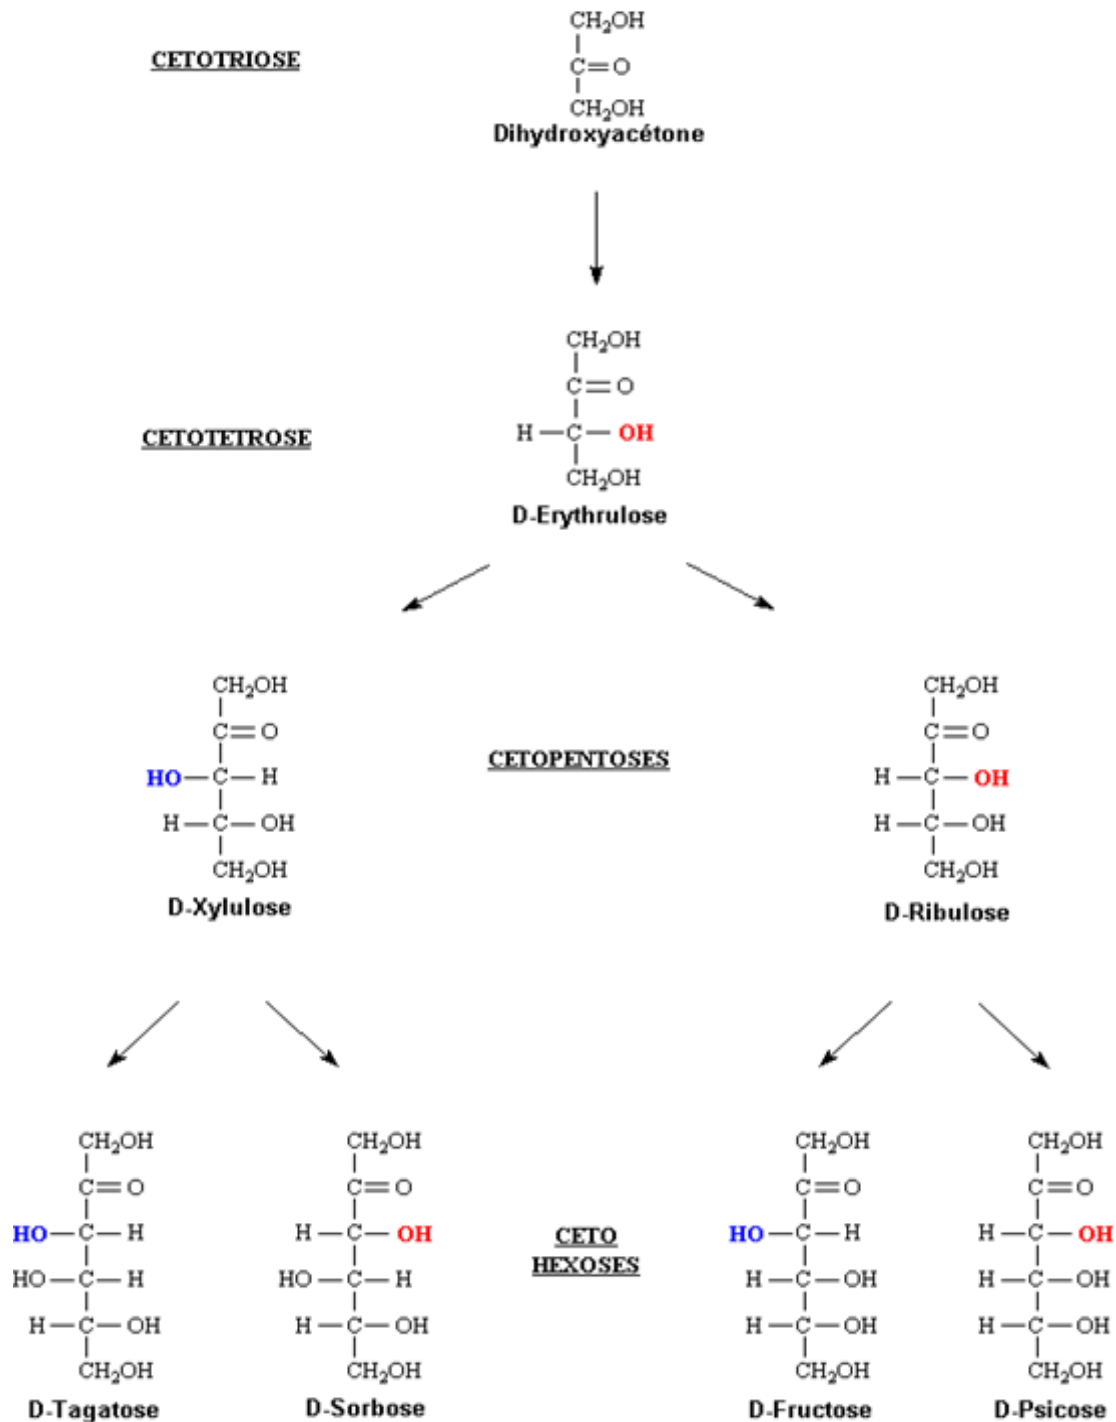 CH₂OH
CETOTRIOSE
C=O
CH₂OH
Dihydroxyacétone
CH₂OH
C=O
CETOTETROSE
H—C—OH
CH₂OH
D-Erythrulose
CH₂OH CH₂OH
C=O C=O
CETOPENTOSES
HO—C—H H—C—OH
H—C—OH H—C—OH
CH₂OH CH₂OH
D-Xylulose D-Ribulose
CH₂OH CH₂OH CH₂OH CH₂OH
C=O C=O C=O C=O
HO—C—H H—C—OH CETO HO—C—H H—C—OH
HEXOSES
HO—C—H HO—C—H H—C—OH H—C—OH
H—C—OH H—C—OH H—C—OH H—C—OH
CH₂OH CH₂OH CH₂OH CH₂OH
D-Tagatose D-Sorbose D-Fructose D-Psicose